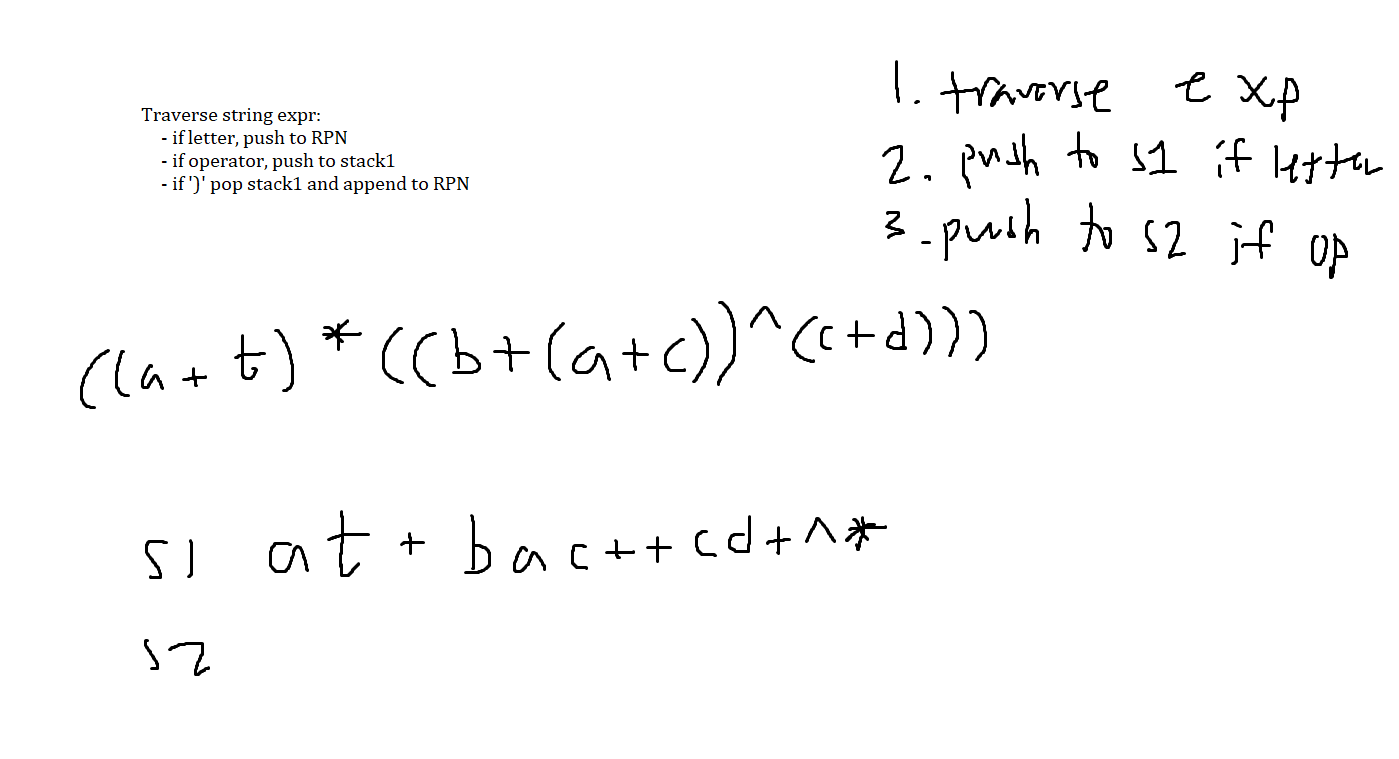 Traverse string expr:
- if letter, push to RPN
- if operator, push to stack1
- if ')' pop stack1 and append to RPN
1. traverse exp
2. push to s1 if letter
3. push to s2 if op
((a+t)*((b+(a+c))^(c+d)))
S1 at+bac++cd+^*
S2